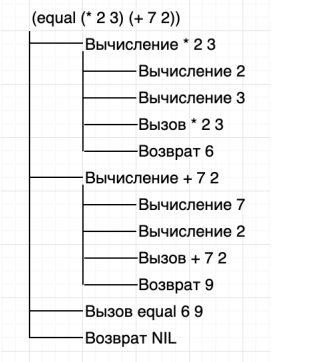 (equal (* 2 3) (+ 7 2))
Вычисление * 2 3
Вычисление 2
Вычисление 3
Вызов * 2 3
Возврат 6
Вычисление + 7 2
Вычисление 7
Вычисление 2
Вызов + 7 2
Возврат 9
Вызов equal 6 9
Возврат NIL